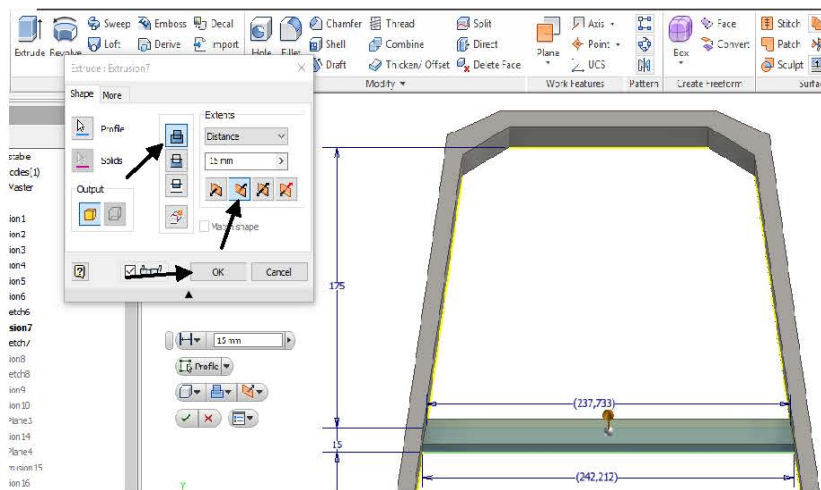 Sweep Emboss Decal
Loft Derive Import
Extrude Revolve
Hole Fillet
Chamfer Thread
Shell Combine
Draft Thicken/ Offset
Split
Direct
Delete Face
Modify
Plane
Axis
Point
UCS
Work Features
Pattern
Box
Face
Convert
Create Freeform
Stitch
Patch
Sculpt
Extrude : Extrusion7
Shape More
Profile
Solids
Output
Extents
Distance
15 mm
Match shape
OK Cancel
Master
ion1
ion2
ion3
ion4
ion5
ion6
etch6
sion7
etch7
ion8
etch8
ion9
ion10
Plane3
ion14
Plane4
ion16
15 mm
Profile
175
(237,733)
15
(242,212)
Y